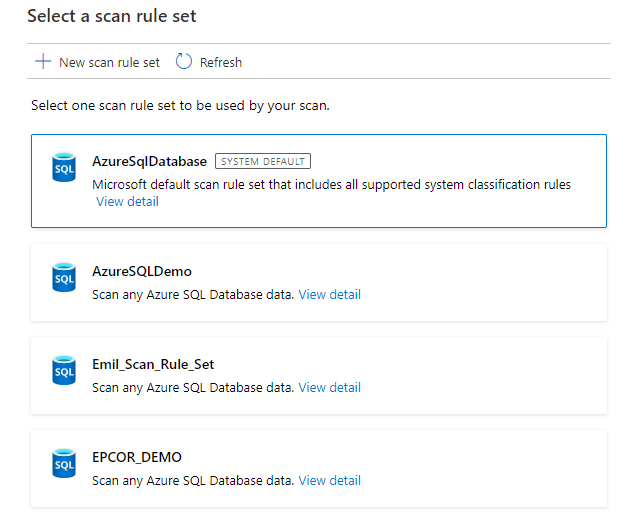 Select a scan rule set
New scan rule set Refresh
Select one scan rule set to be used by your scan.
SQL AzureSqlDatabase SYSTEM DEFAULT
Microsoft default scan rule set that includes all supported system classification rules
View detail
AzureSQLDemo
SQL Scan any Azure SQL Database data. View detail
Emil_Scan_Rule_Set
SQL Scan any Azure SQL Database data. View detail
EPCOR_DEMO
SQL Scan any Azure SQL Database data. View detail